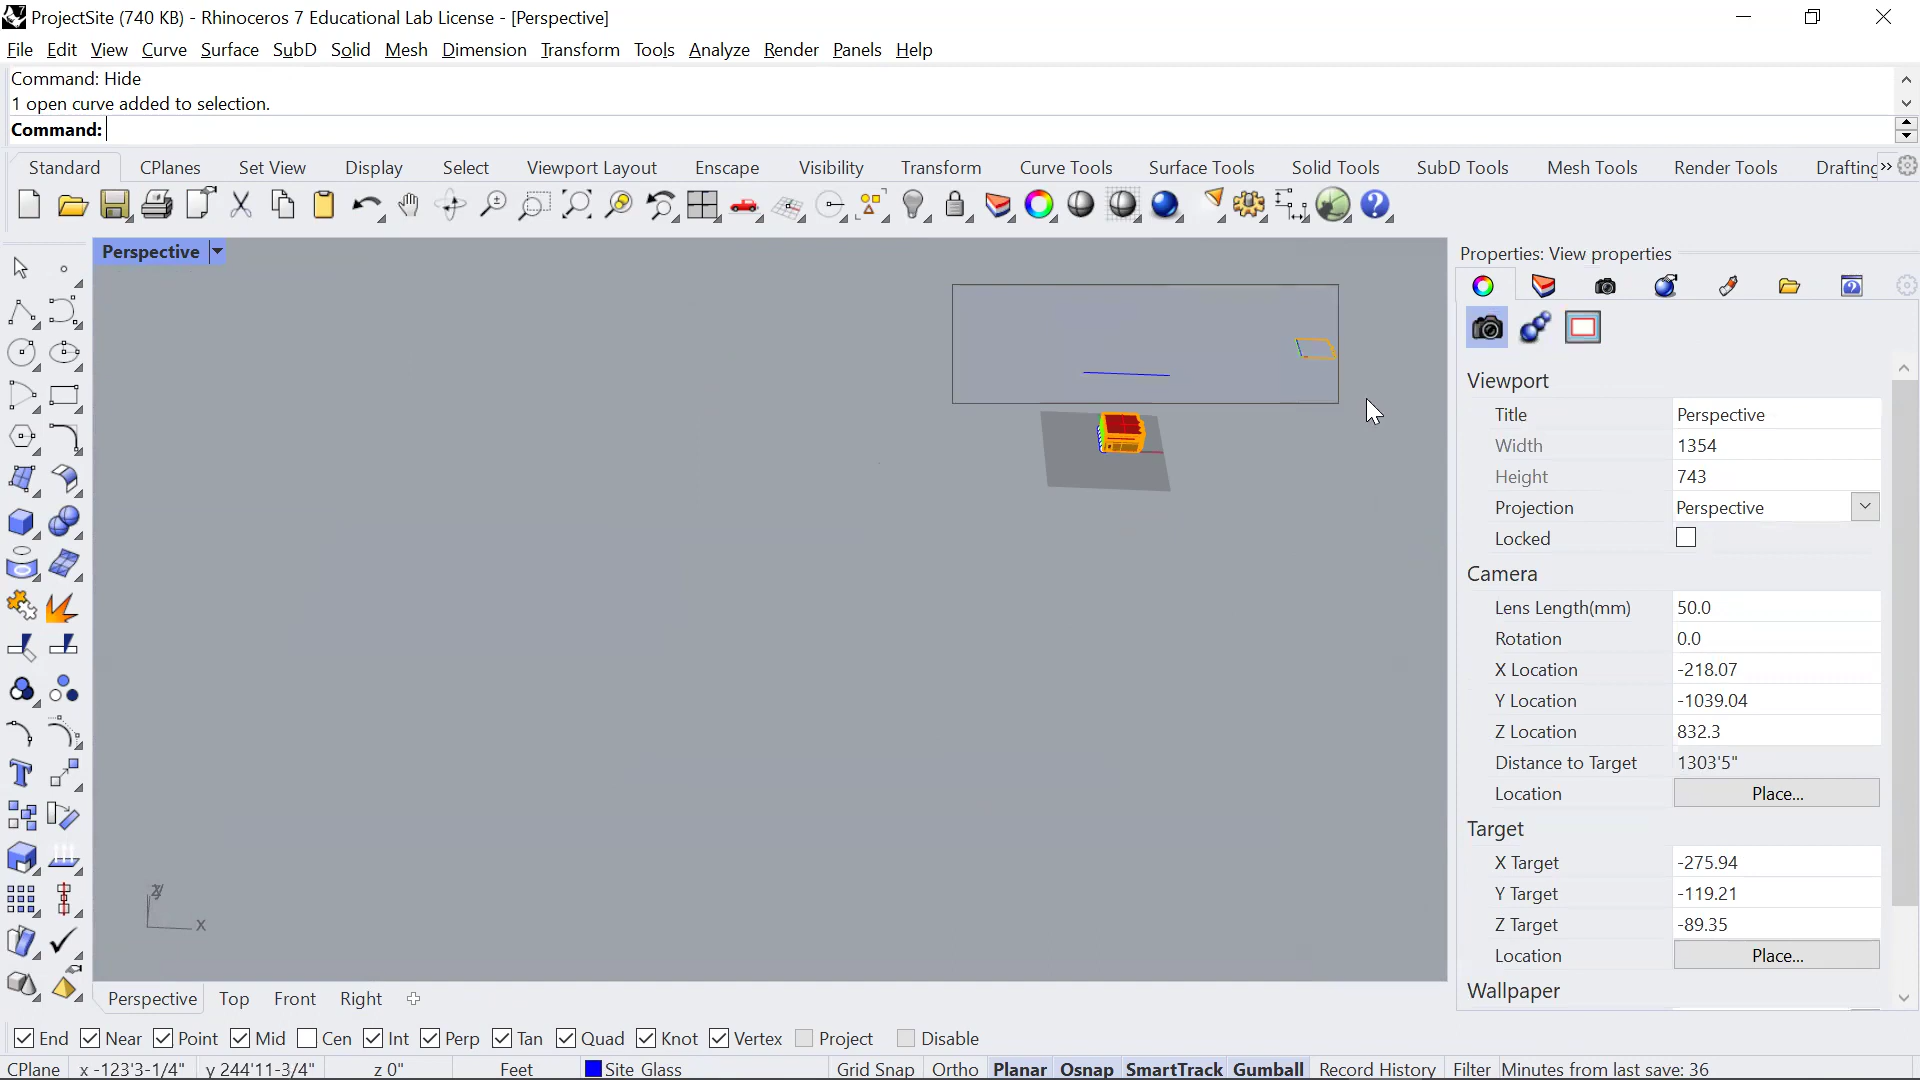 ProjectSite (740 KB) - Rhinoceros 7 Educational Lab License - [Perspective]
File Edit View Curve Surface SubD Solid Mesh Dimension Transform Tools Analyze Render Panels Help
Command: Hide
1 open curve added to selection.
Command:
Standard CPlanes Set View Display Select Viewport Layout Enscape Visibility Transform Curve Tools Surface Tools Solid Tools SubD Tools Mesh Tools Render Tools Drafting
Perspective
Properties: View properties
Viewport
Title Perspective
Width 1354
Height 743
Projection Perspective
Locked
Camera
Lens Length(mm) 50.0
Rotation 0.0
X Location -218.07
Y Location -1039.04
Z Location 832.3
Distance to Target 1303'5"
Location Place...
Target
X Target -275.94
Y Target -119.21
Z Target -89.35
Location Place...
Wallpaper
x
Perspective Top Front Right
End Near Point Mid Cen Int Perp Tan Quad Knot Vertex Project Disable
CPlane x -123'3-1/4" y 244'11-3/4" z 0" Feet Site Glass Grid Snap Ortho Planar Osnap SmartTrack Gumball Record History Filter Minutes from last save: 36